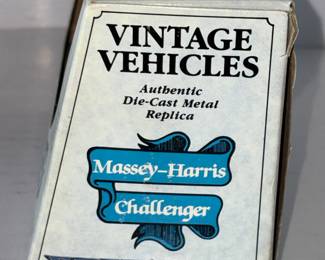 VINTAGE
VEHICLES
Authentic
Die-Cast Metal
Replica
Massey-Harris
Challenger